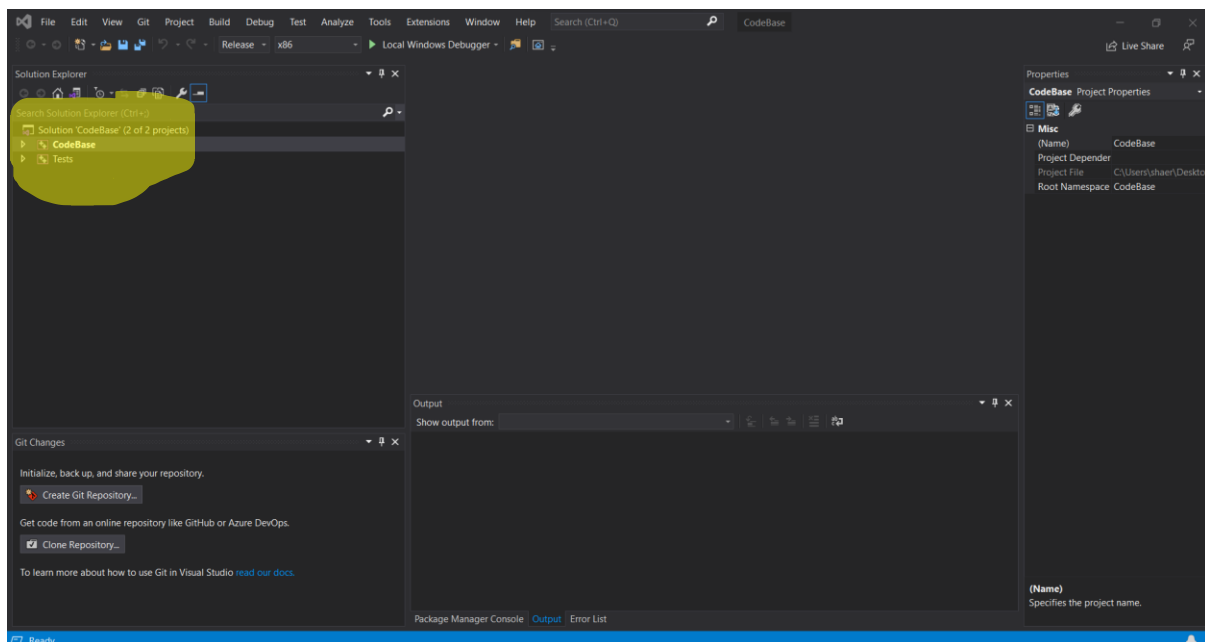 File Edit View Git Project Build Debug Test Analyze Tools Extensions Window Help Search (Ctrl+Q) CodeBase
Release x86 Local Windows Debugger Live Share
Solution Explorer
Search Solution Explorer (Ctrl+;)
Solution 'CodeBase' (2 of 2 projects)
CodeBase
Tests
Git Changes
Initialize, back up, and share your repository.
Create Git Repository...
Get code from an online repository like GitHub or Azure DevOps.
Clone Repository...
To learn more about how to use Git in Visual Studio read our docs.
Output
Show output from:
Package Manager Console Output Error List
Properties
CodeBase Project Properties
Misc
(Name) CodeBase
Project Depender
Project File C:\Users\shaer\Deskto
Root Namespace CodeBase
(Name)
Specifies the project name.
Ready